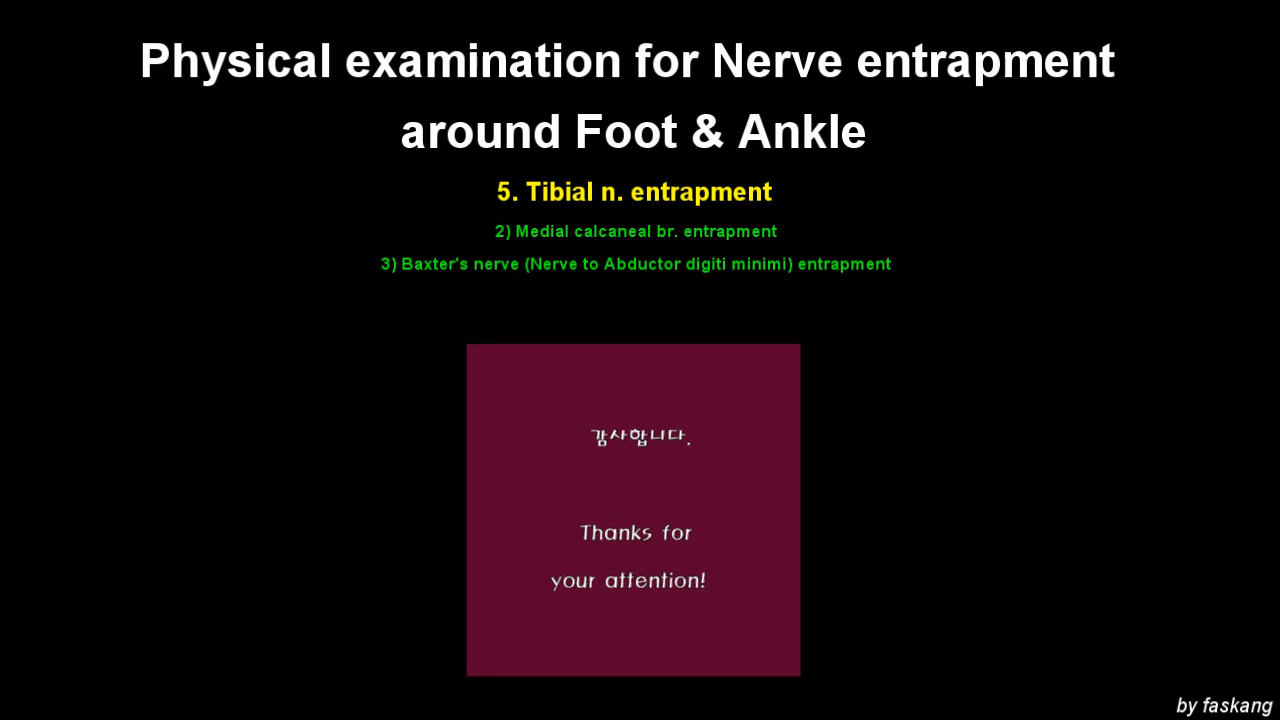 Physical examination for Nerve entrapment
around Foot & Ankle
5. Tibial n. entrapment
2) Medial calcaneal br. entrapment
3) Baxter's nerve (Nerve to Abductor digiti minimi) entrapment
감사합니다.
Thanks for
your attention!
by faskang